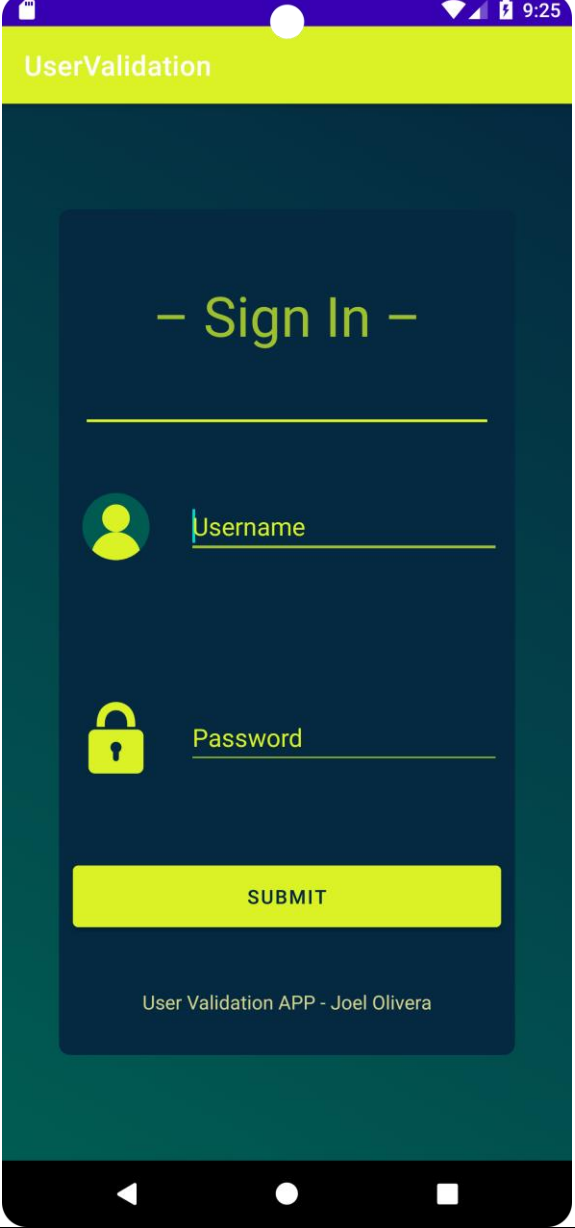 9:25
UserValidation
– Sign In –
Username
Password
SUBMIT
User Validation APP - Joel Olivera